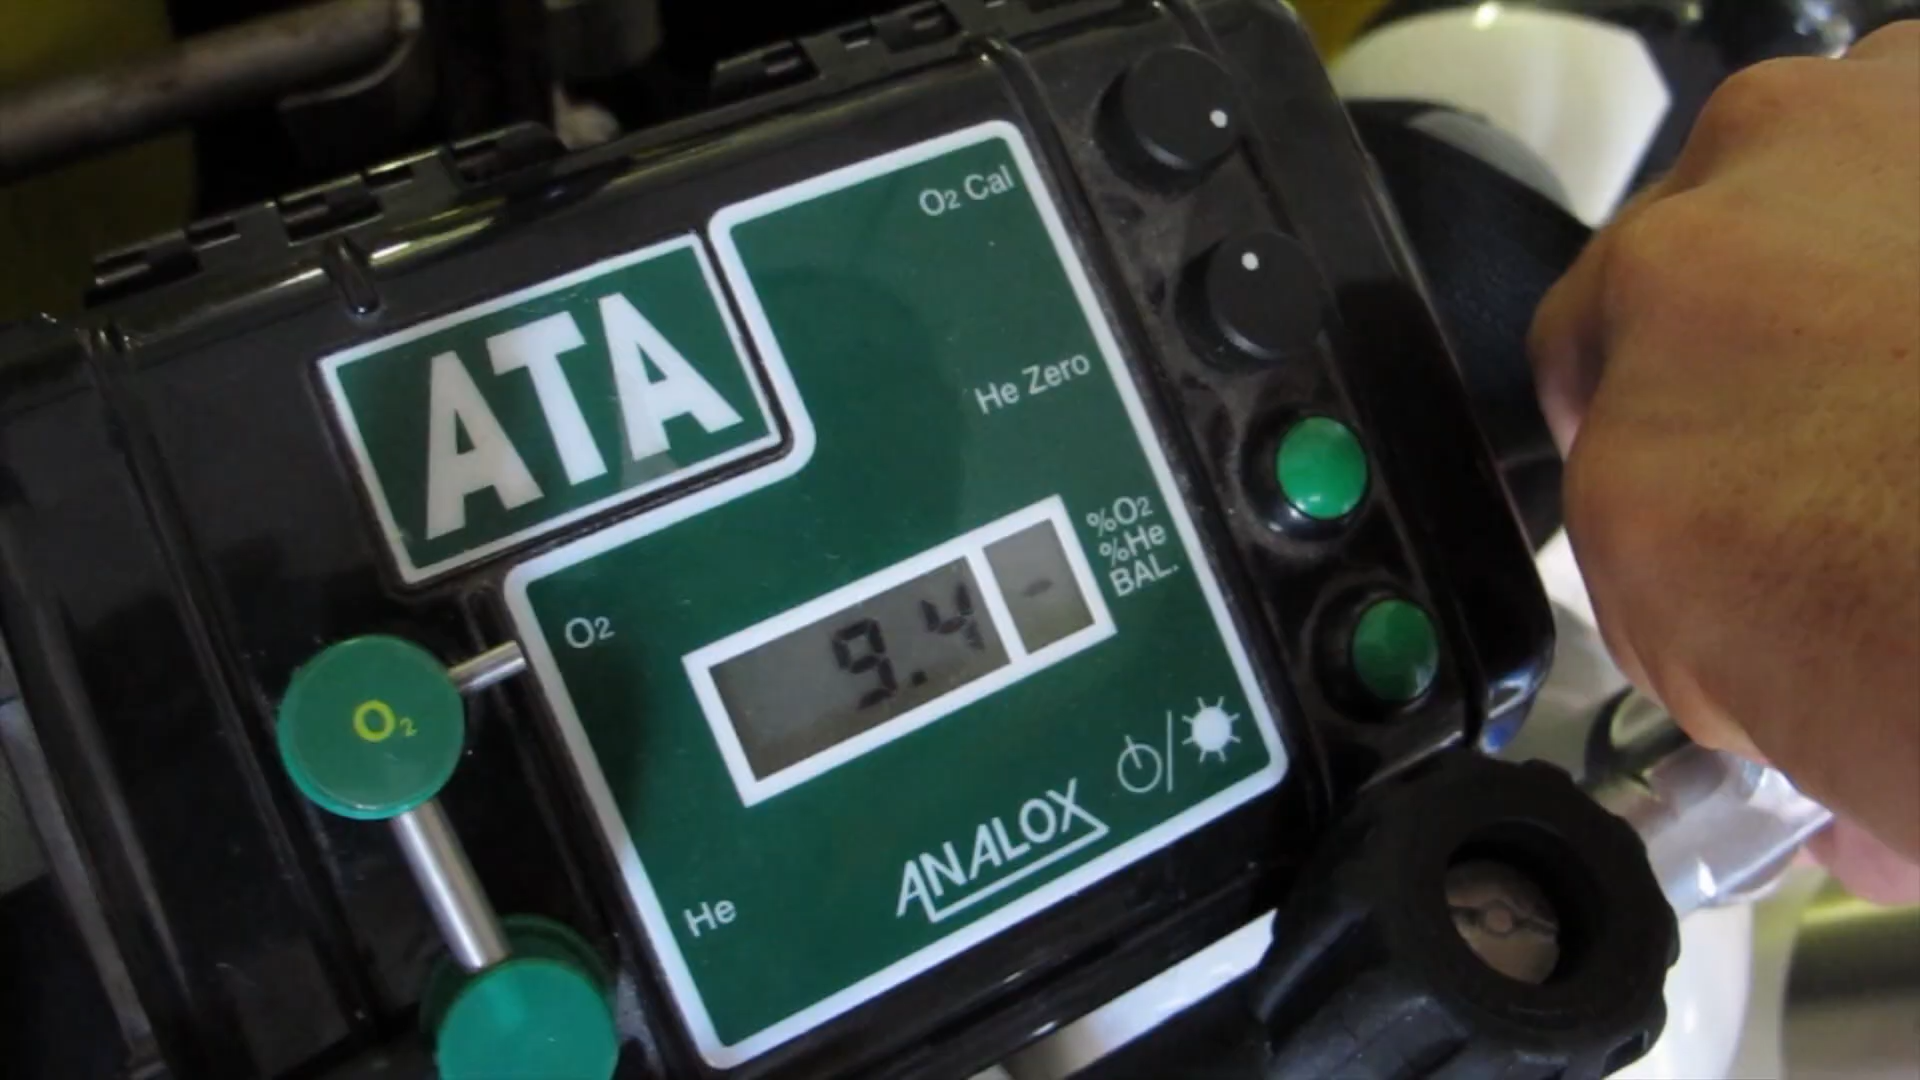 O2 Cal
ATA
He Zero
%O2
%He
BAL.
9.4 -
O2
O2
ANALOX
He